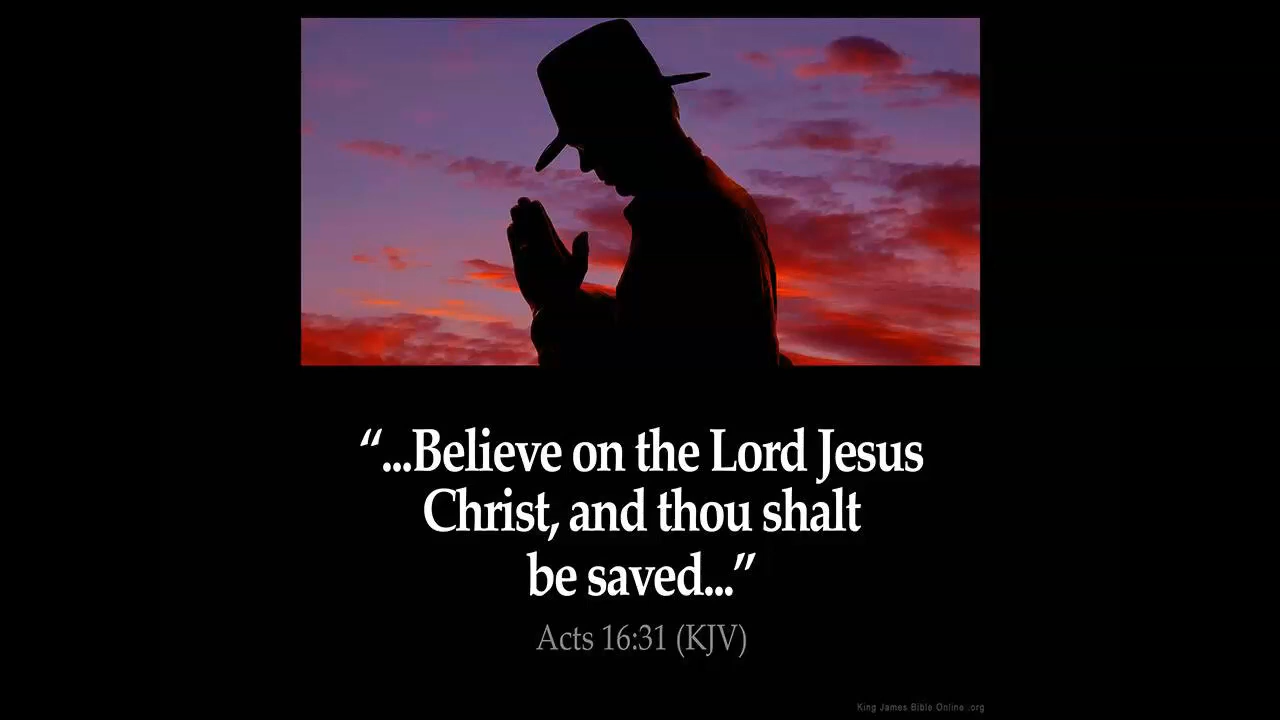 “...Believe on the Lord Jesus
Christ, and thou shalt
be saved...”
Acts 16:31 (KJV)
King James Bible Online .org